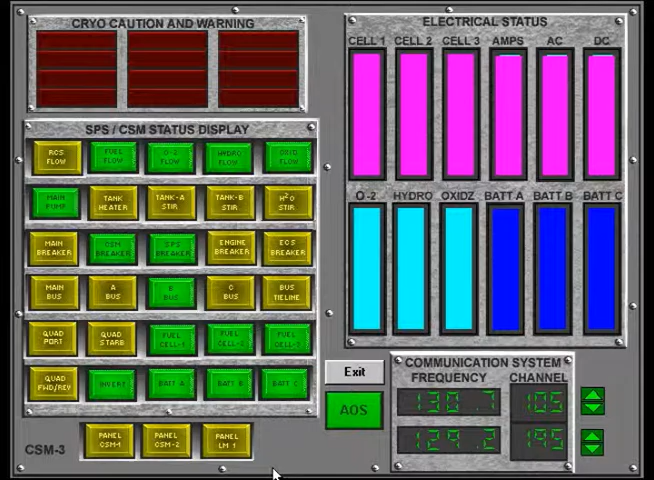 CRYO CAUTION AND WARNING
ELECTRICAL STATUS
CELL 1 CELL 2 CELL 3 AMPS AC DC
SPS / CSM STATUS DISPLAY
RCS FLOW
FUEL FLOW
O-2 FLOW
HYDRO FLOW
OXID FLOW
MAIN PUMP
TANK HEATER
TANK-A STIR
TANK-B STIR
H2O STIR
O-2 HYDRO OXIDZ BATT A BATT B BATT C
MAIN BREAKER
CSM BREAKER
SPS BREAKER
ENGINE BREAKER
ECS BREAKER
MAIN BUS
A BUS
B BUS
C BUS
BUS TIELINE
QUAD PORT
QUAD STARB
FUEL CELL-1
FUEL CELL-2
FUEL CELL-3
QUAD FWD/REV
INVERT
BATT A
BATT B
BATT C
Exit
AOS
COMMUNICATION SYSTEM
FREQUENCY CHANNEL
130.7 105
129.2 195
CSM-3
PANEL CSM-1
PANEL CSM-2
PANEL LM 1